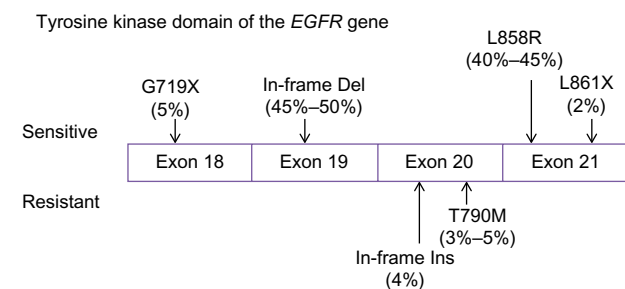 Tyrosine kinase domain of the EGFR gene
L858R
(40%–45%)
G719X
(5%)
In-frame Del
(45%–50%)
L861X
(2%)
Sensitive
Exon 18
Exon 19
Exon 20
Exon 21
Resistant
T790M
(3%–5%)
In-frame Ins
(4%)